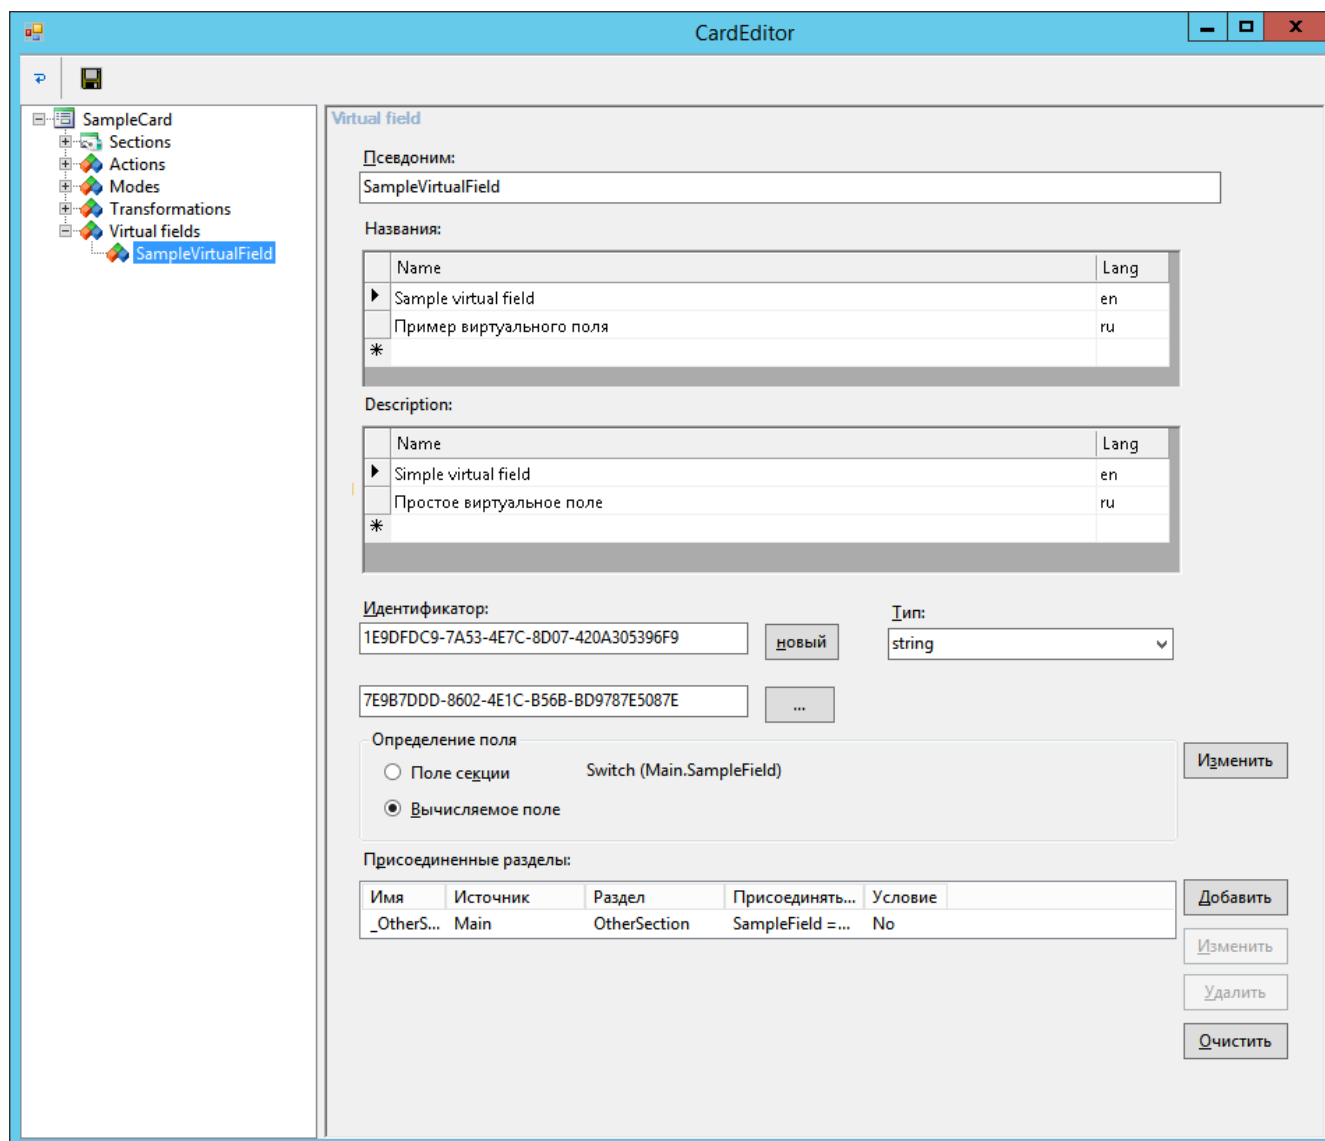 CardEditor
SampleCard
Sections
Actions
Modes
Transformations
Virtual fields
SampleVirtualField
Virtual field
Псевдоним:
SampleVirtualField
Названия:
Name Lang
Sample virtual field en
Пример виртуального поля ru
Description:
Name Lang
Simple virtual field en
Простое виртуальное поле ru
Идентификатор:
Тип:
1E9DFDC9-7A53-4E7C-8D07-420A305396F9
новый
string
7E9B7DDD-8602-4E1C-B56B-BD9787E5087E
...
Определение поля
Поле секции Switch (Main.SampleField)
Изменить
Вычисляемое поле
Присоединенные разделы:
Имя Источник Раздел Присоединять... Условие
_OtherS... Main OtherSection SampleField =... No
Добавить
Изменить
Удалить
Очистить